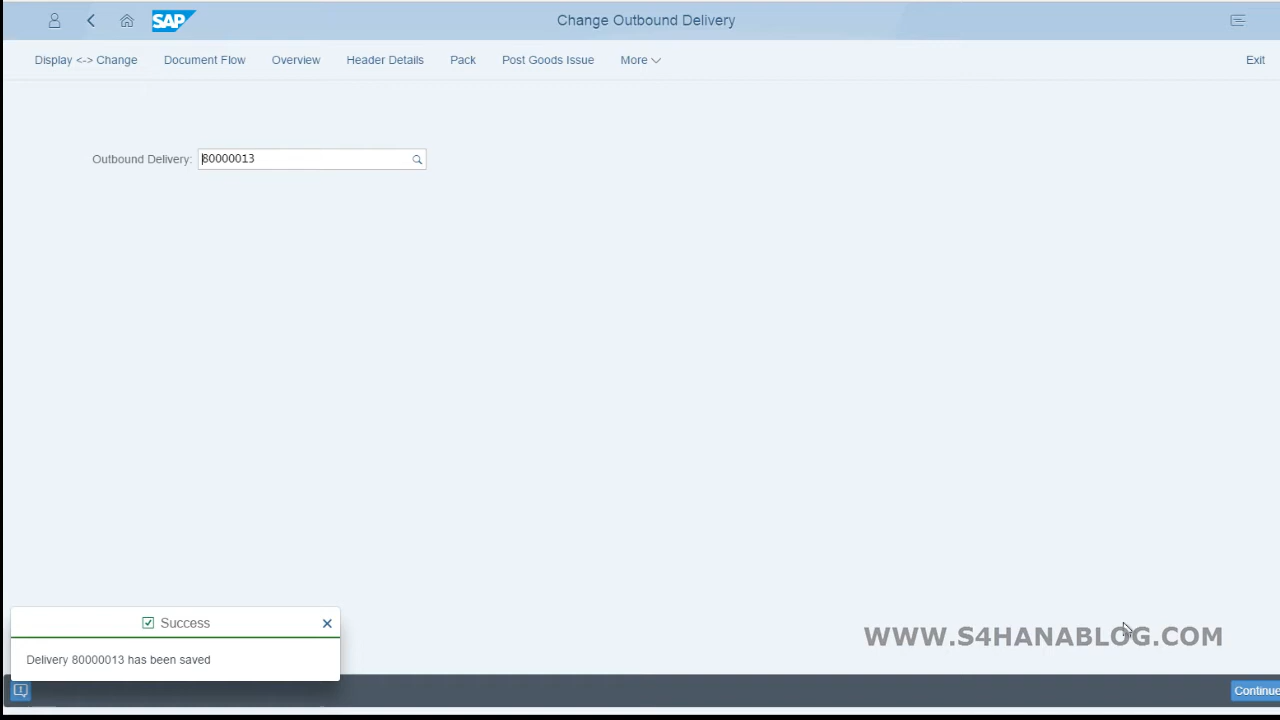 SAP
Change Outbound Delivery
Display <-> Change
Document Flow
Overview
Header Details
Pack
Post Goods Issue
More
Exit
Outbound Delivery: 80000013
Success
Delivery 80000013 has been saved
WWW.S4HANABLOG.COM
Continue